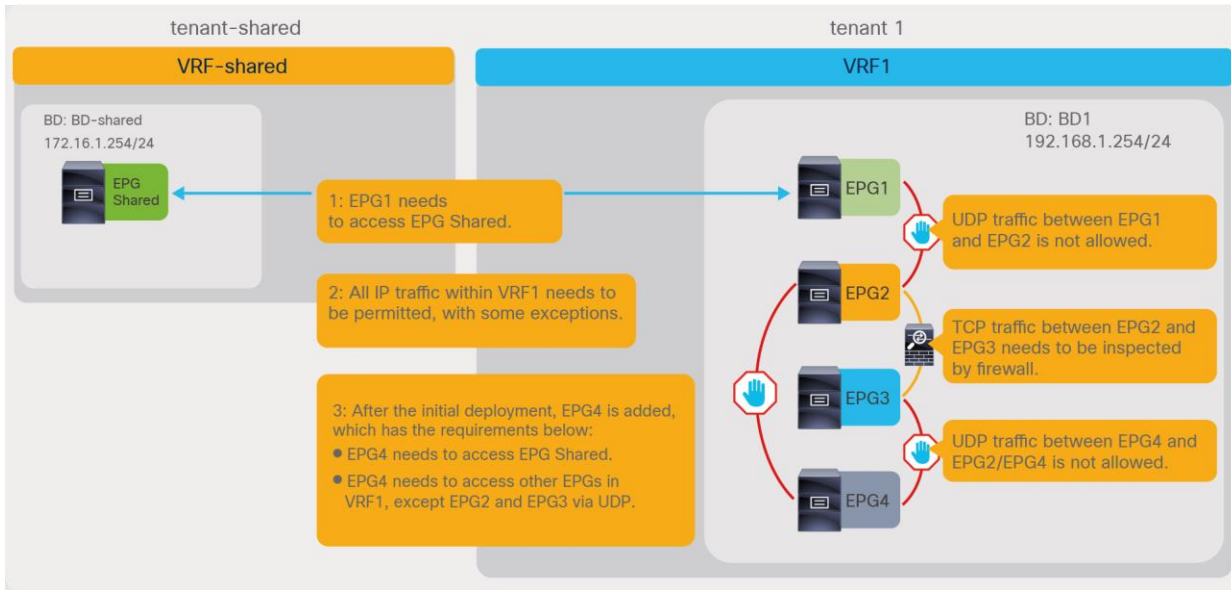 tenant-shared
tenant 1
VRF-shared
VRF1
BD: BD-shared
172.16.1.254/24
EPG
Shared
1: EPG1 needs
to access EPG Shared.
2: All IP traffic within VRF1 needs to
be permitted, with some exceptions.
3: After the initial deployment, EPG4 is added,
which has the requirements below:
● EPG4 needs to access EPG Shared.
● EPG4 needs to access other EPGs in
VRF1, except EPG2 and EPG3 via UDP.
BD: BD1
192.168.1.254/24
EPG1
UDP traffic between EPG1
and EPG2 is not allowed.
EPG2
TCP traffic between EPG2 and
EPG3 needs to be inspected
by firewall.
EPG3
UDP traffic between EPG4 and
EPG2/EPG4 is not allowed.
EPG4